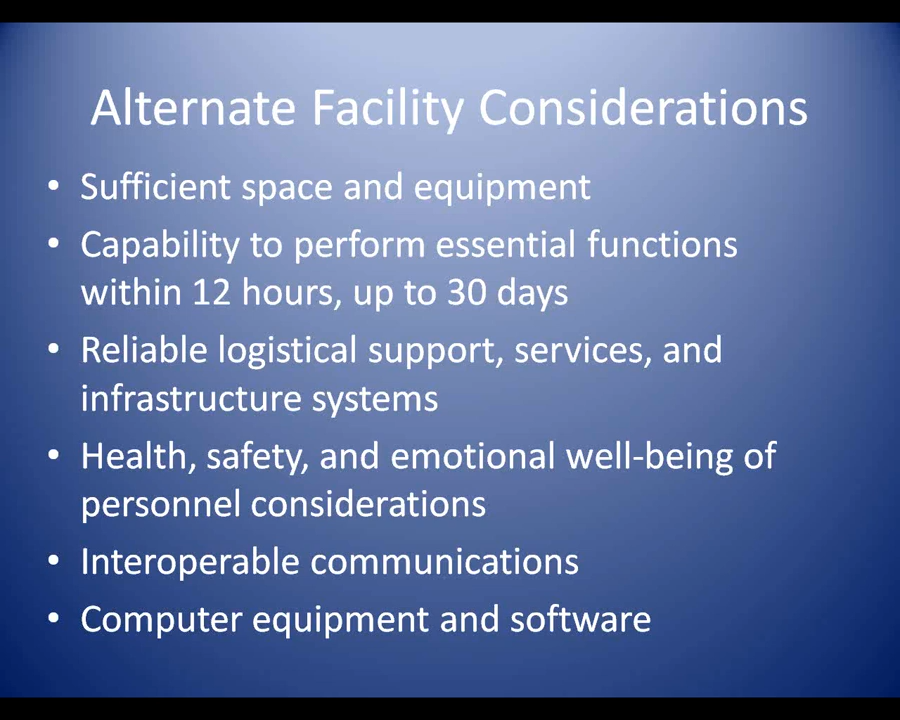 Alternate Facility Considerations
• Sufficient space and equipment
• Capability to perform essential functions
within 12 hours, up to 30 days
• Reliable logistical support, services, and
infrastructure systems
• Health, safety, and emotional well-being of
personnel considerations
• Interoperable communications
• Computer equipment and software